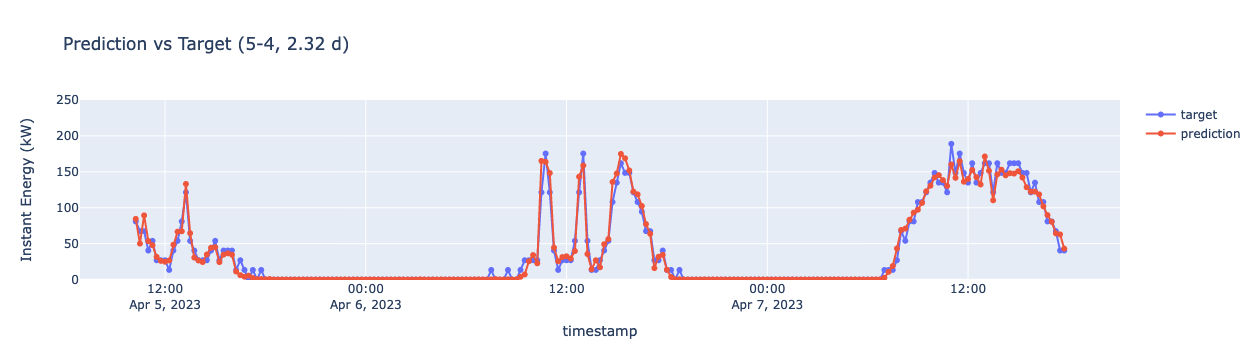 Prediction vs Target (5-4, 2.32 d)
250
200
150
100
50
0
Instant Energy (kW)
12:00
Apr 5, 2023
00:00
Apr 6, 2023
12:00
00:00
Apr 7, 2023
12:00
timestamp
target
prediction